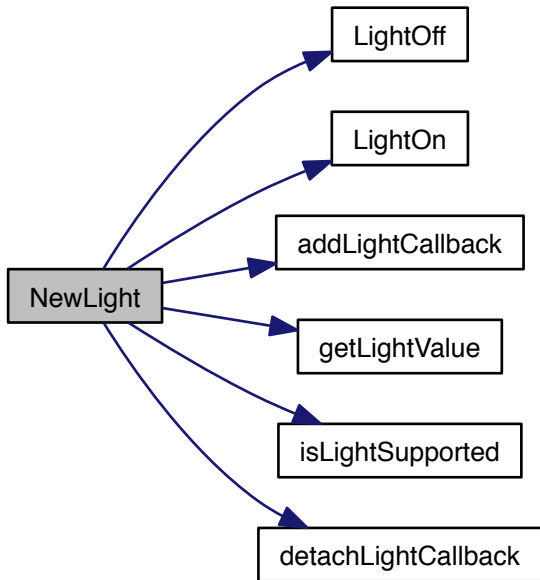 LightOff
LightOn
addLightCallback
NewLight
getLightValue
isLightSupported
detachLightCallback